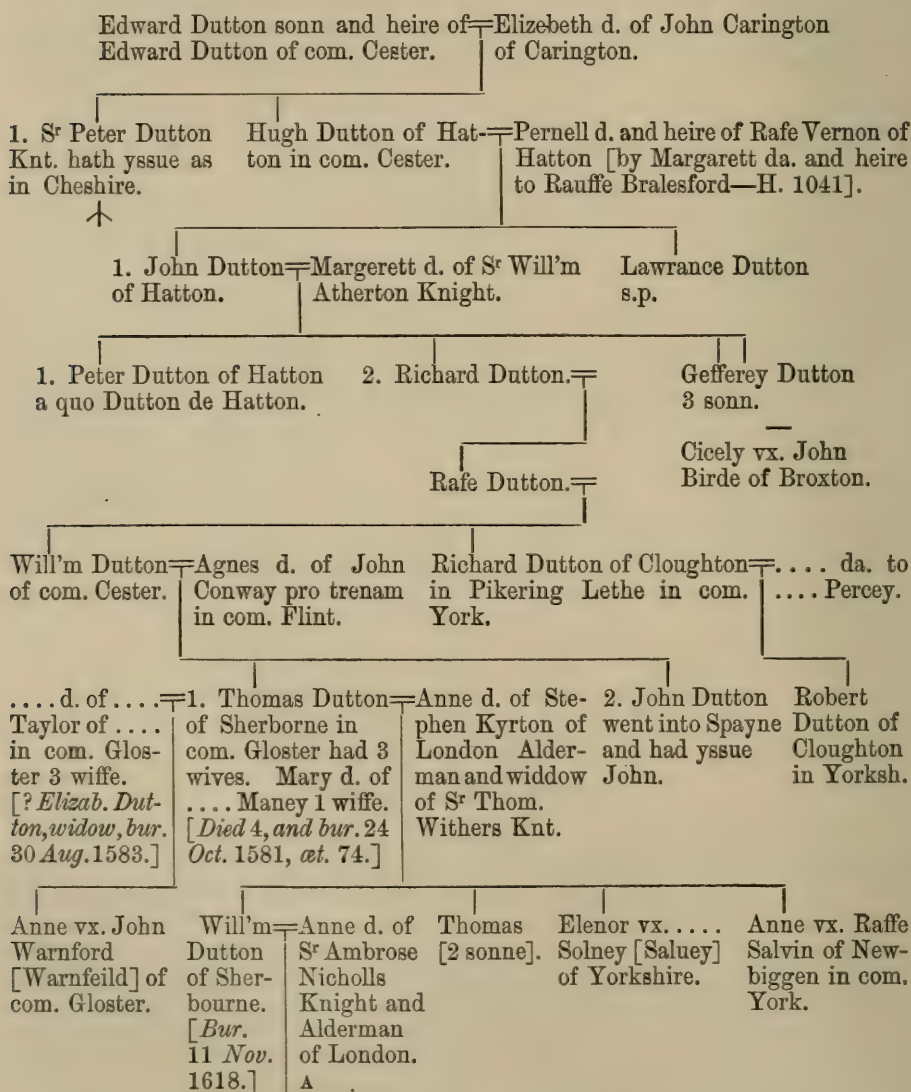 Edward Dutton sonn and heire of
Edward Dutton of com. Cester.
Elizebeth d. of John Carington
of Carington.
1. Sr Peter Dutton
Knt. hath yssue as
in Cheshire.
Hugh Dutton of Hat-
ton in com. Cester.
Pernell d. and heire of Rafe Vernon of
Hatton [by Margarett da. and heire
to Rauffe Bralesford—H. 1041].
1. John Dutton
of Hatton.
Margerett d. of Sr Will'm
Atherton Knight.
Lawrance Dutton
s.p.
1. Peter Dutton of Hatton
a quo Dutton de Hatton.
2. Richard Dutton.
Gefferey Dutton
3 sonn.
Cicely vx. John
Birde of Broxton.
Rafe Dutton.
Will'm Dutton
of com. Cester.
Agnes d. of John
Conway pro trenam
in com. Flint.
Richard Dutton of Cloughton
in Pikering Lethe in com.
York.
.... da. to
.... Percey.
.... d. of ....
Taylor of ....
in com. Glos-
ter 3 wiffe.
[? Elizab. Dut-
ton, widow, bur.
30 Aug. 1583.]
1. Thomas Dutton
of Sherborne in
com. Gloster had 3
wives. Mary d. of
.... Maney 1 wiffe.
[Died 4, and bur. 24
Oct. 1581, æt. 74.]
Anne d. of Ste-
phen Kyrton of
London Alder-
man and widdow
of Sr Thom.
Withers Knt.
2. John Dutton
went into Spayne
and had yssue
John.
Robert
Dutton of
Cloughton
in Yorksh.
Anne vx. John
Warnford
[Warnfeild] of
com. Gloster.
Will'm
Dutton
of Sher-
bourne.
[Bur.
11 Nov.
1618.]
Anne d. of
Sr Ambrose
Nicholls
Knight and
Alderman
of London.
A
Thomas
[2 sonne].
Elenor vx.....
Solney [Saluey]
of Yorkshire.
Anne vx. Raffe
Salvin of New-
biggen in com.
York.